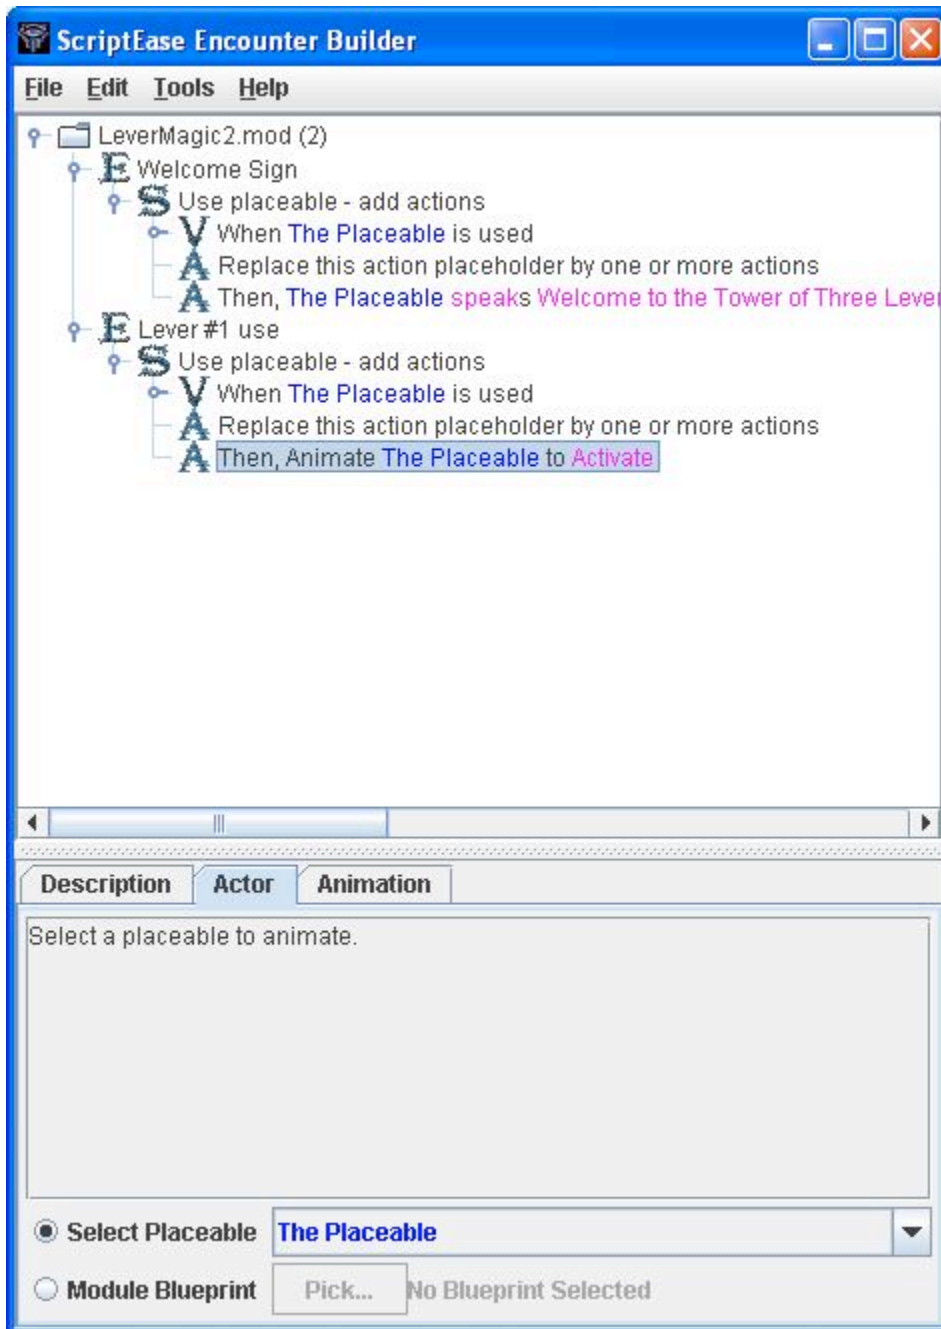 ScriptEase Encounter Builder
File Edit Tools Help
LeverMagic2.mod (2)
E Welcome Sign
S Use placeable - add actions
V When The Placeable is used
A Replace this action placeholder by one or more actions
A Then, The Placeable speaks Welcome to the Tower of Three Lever
E Lever #1 use
S Use placeable - add actions
V When The Placeable is used
A Replace this action placeholder by one or more actions
A Then, Animate The Placeable to Activate
Description Actor Animation
Select a placeable to animate.
Select Placeable The Placeable
Module Blueprint Pick... No Blueprint Selected